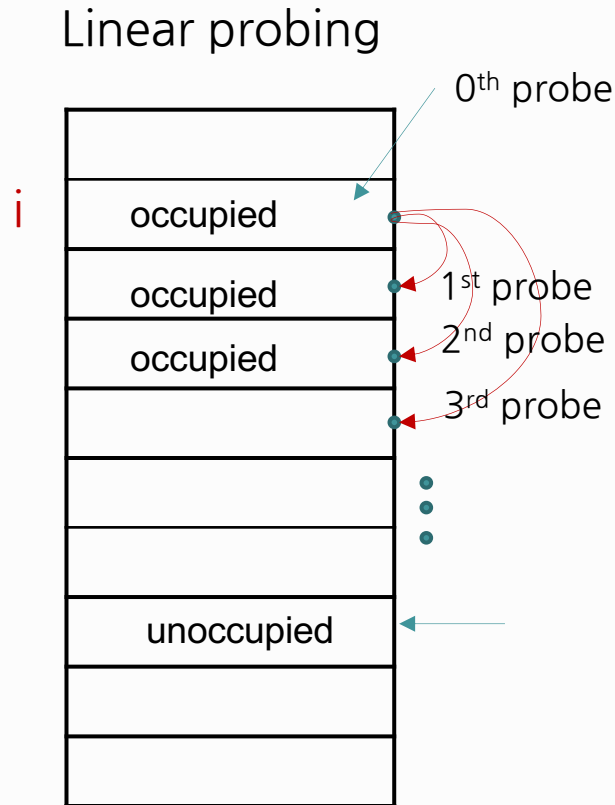 Linear probing
0th probe
i
occupied
occupied
1st probe
occupied
2nd probe
3rd probe
unoccupied